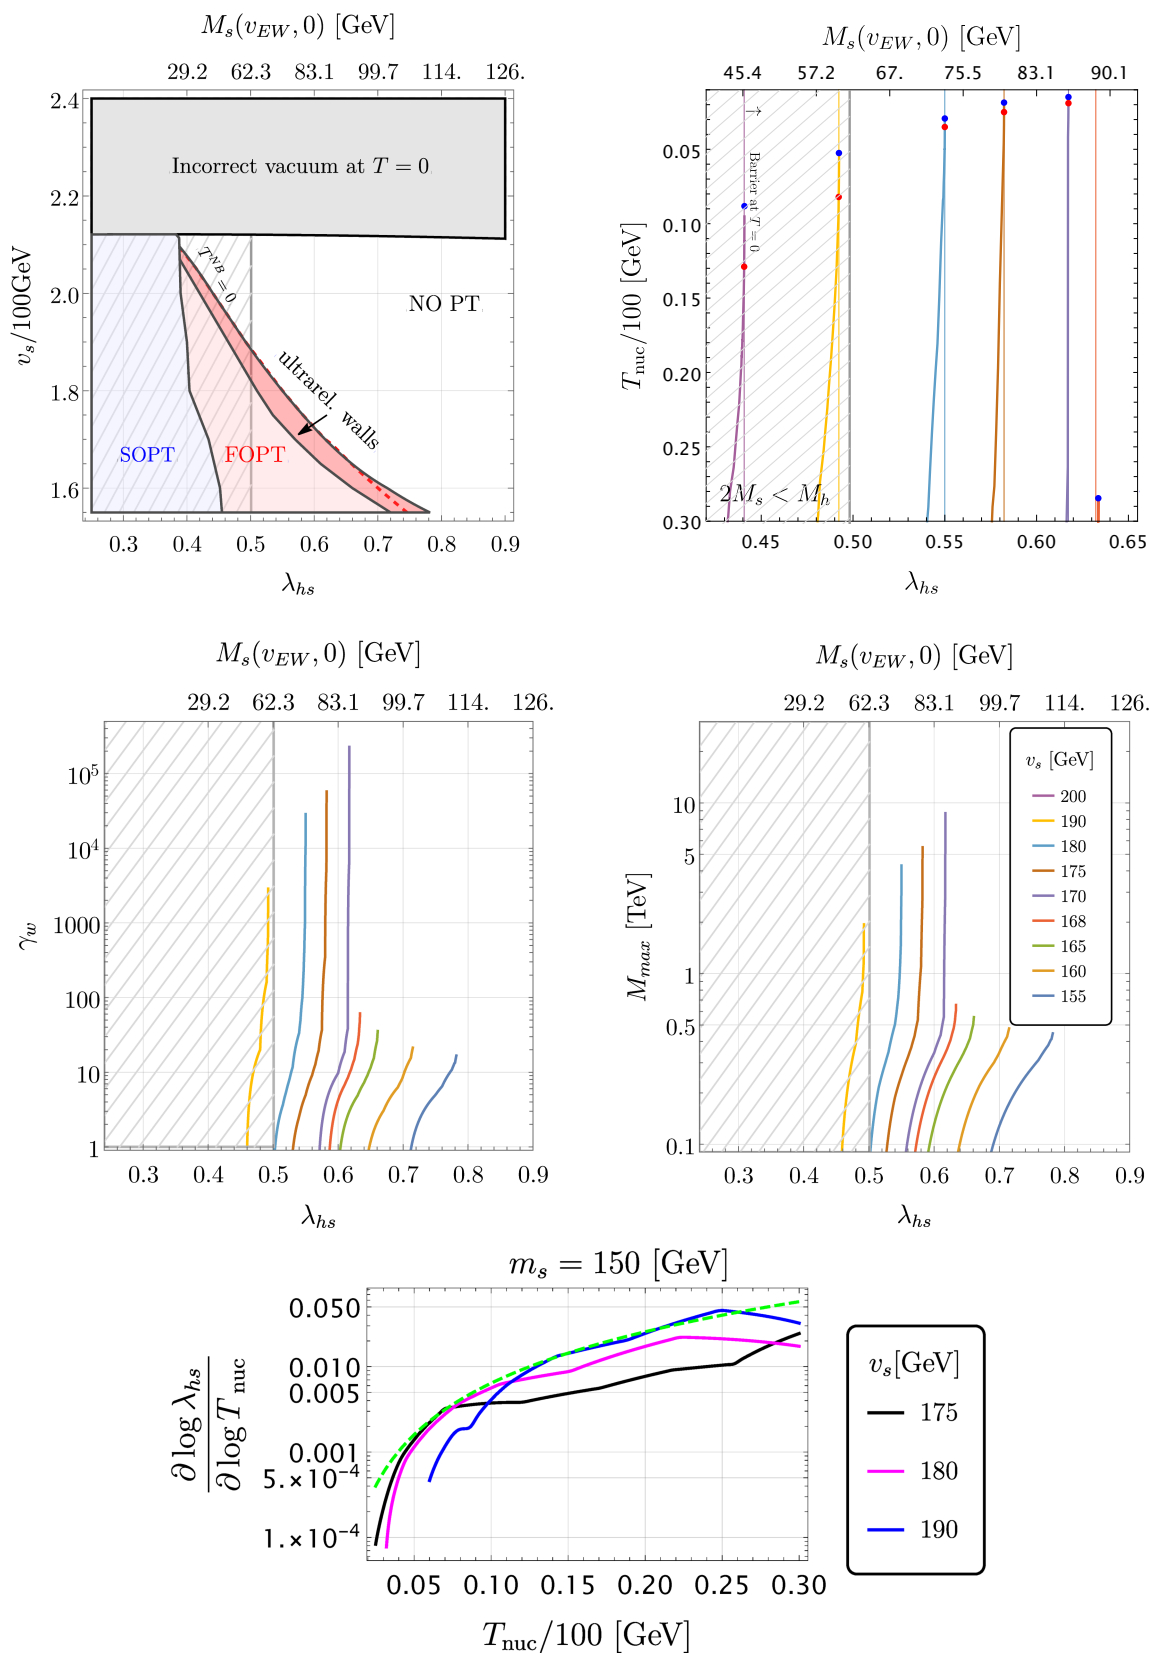 M_s(v_EW, 0) [GeV]
29.2 62.3 83.1 99.7 114. 126.
2.4
2.2
2.0
1.8
1.6
v_s/100GeV
Incorrect vacuum at T = 0
T^NB = 0
NO PT
ultrarel. walls
SOPT
FOPT
0.3 0.4 0.5 0.6 0.7 0.8 0.9
λ_hs
M_s(v_EW, 0) [GeV]
45.4 57.2 67. 75.5 83.1 90.1
0.05
0.10
0.15
0.20
0.25
0.30
T_nuc/100 [GeV]
→
Barrier at T = 0
2M_s < M_h
0.45 0.50 0.55 0.60 0.65
λ_hs
M_s(v_EW, 0) [GeV]
29.2 62.3 83.1 99.7 114. 126.
10^5
10^4
1000
100
10
1
γ_w
0.3 0.4 0.5 0.6 0.7 0.8 0.9
λ_hs
M_s(v_EW, 0) [GeV]
29.2 62.3 83.1 99.7 114. 126.
10
5
1
0.5
0.1
M_max [TeV]
v_s [GeV]
200
190
180
175
170
168
165
160
155
0.3 0.4 0.5 0.6 0.7 0.8 0.9
λ_hs
m_s = 150 [GeV]
0.050
0.010
0.005
0.001
5.×10^-4
1.×10^-4
∂ log λ_hs
∂ log T_nuc
0.05 0.10 0.15 0.20 0.25 0.30
T_nuc/100 [GeV]
v_s[GeV]
175
180
190